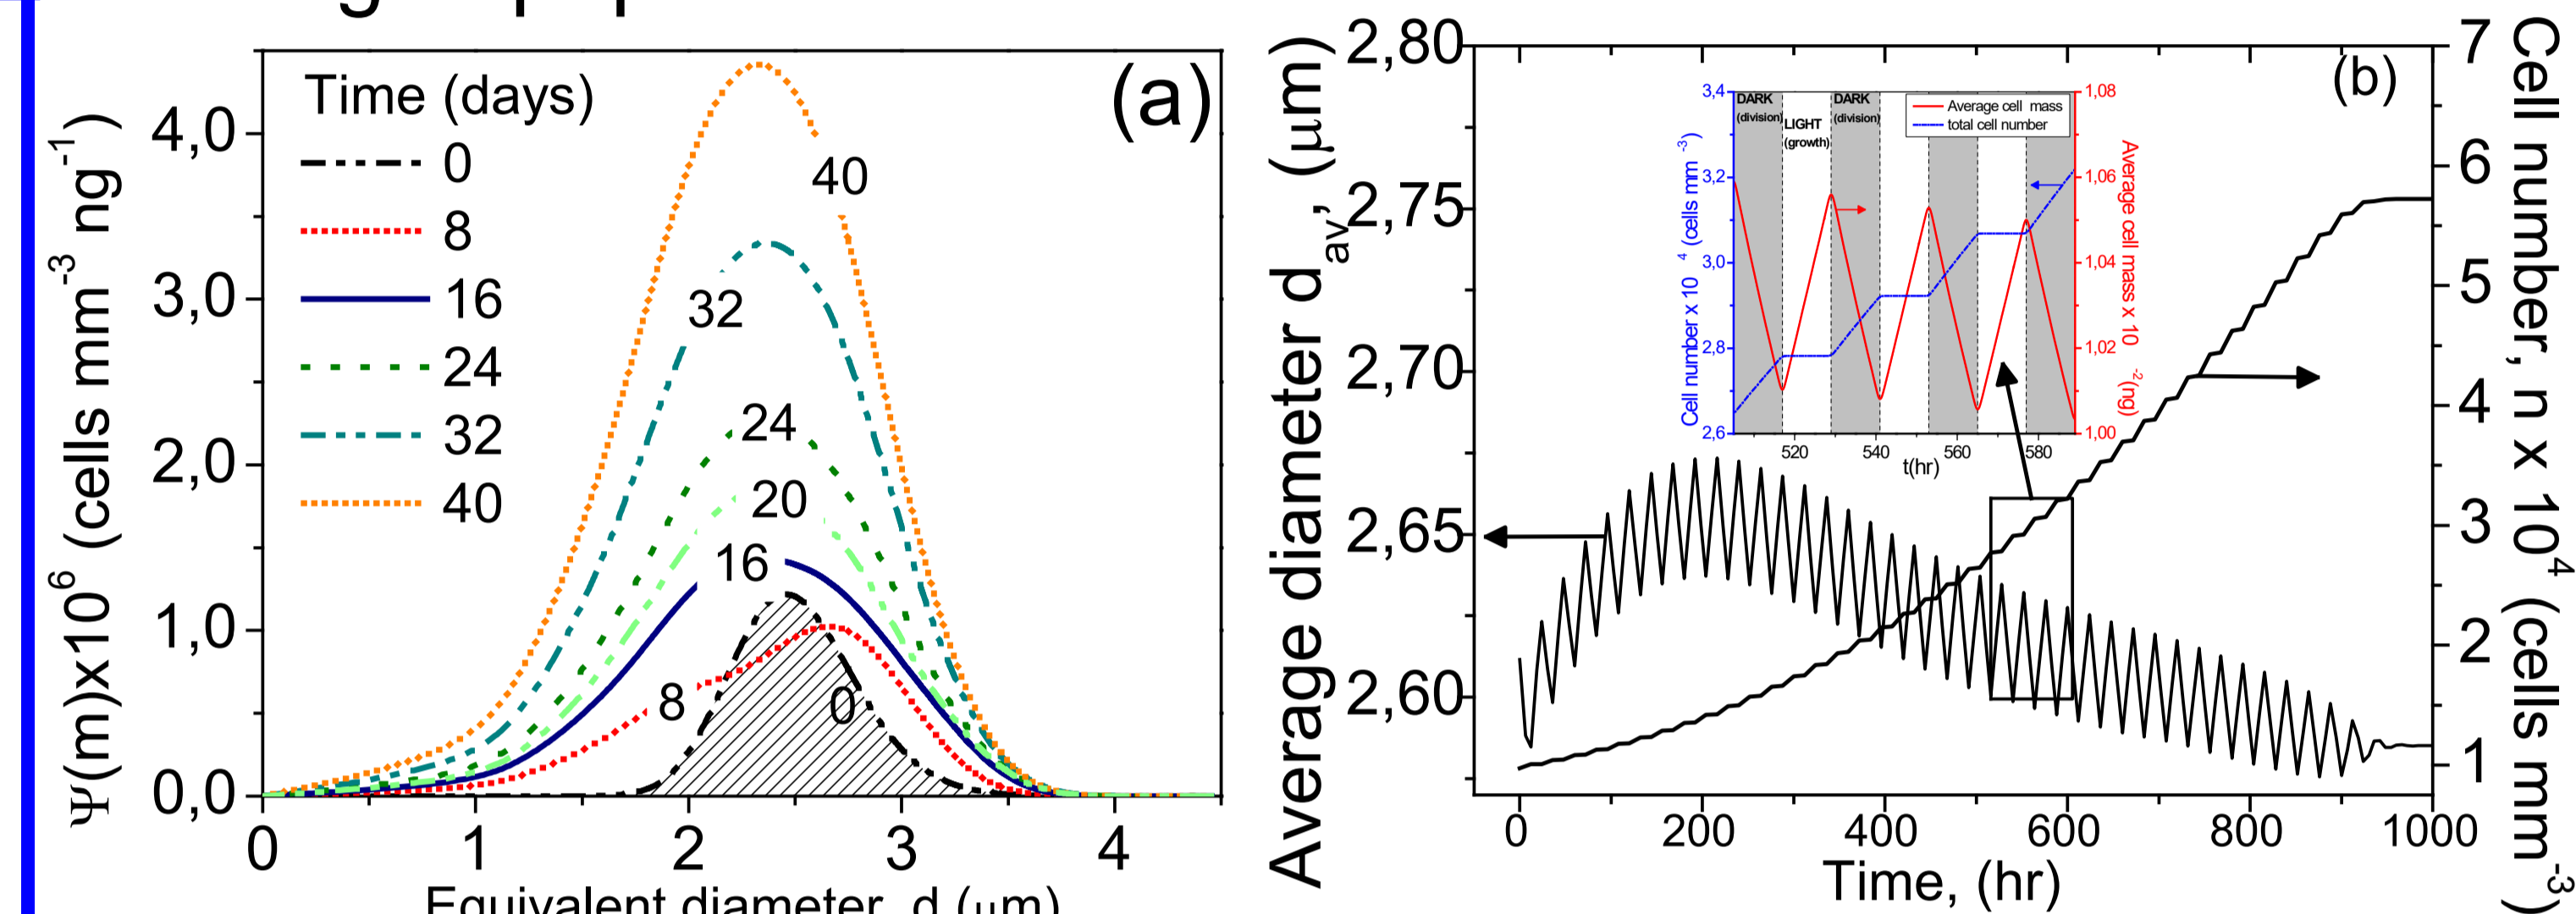 (a)
Time (days)
0
8
16
24
32
40
40
32
24
20
16
8
0
Ψ(m)x10⁶ (cells mm⁻³ ng⁻¹)
4,0
3,0
2,0
1,0
0,0
0 1 2 3 4
Equivalent diameter, d (μm)
(b)
Average diameter d_av, (μm)
2,80
2,75
2,70
2,65
2,60
0 200 400 600 800 1000
Time, (hr)
7
6
5
4
3
2
1
Cell number, n x 10⁴ (cells mm⁻³)
DARK
(division)
LIGHT
(growth)
DARK
(division)
Average cell mass
total cell number
Cell number x 10⁴ (cells mm⁻³)
3,4
3,2
3,0
2,8
2,6
520 540 560 580
t(hr)
1,08
1,06
1,04
1,02
1,00
Average cell mass x 10⁻²(ng)